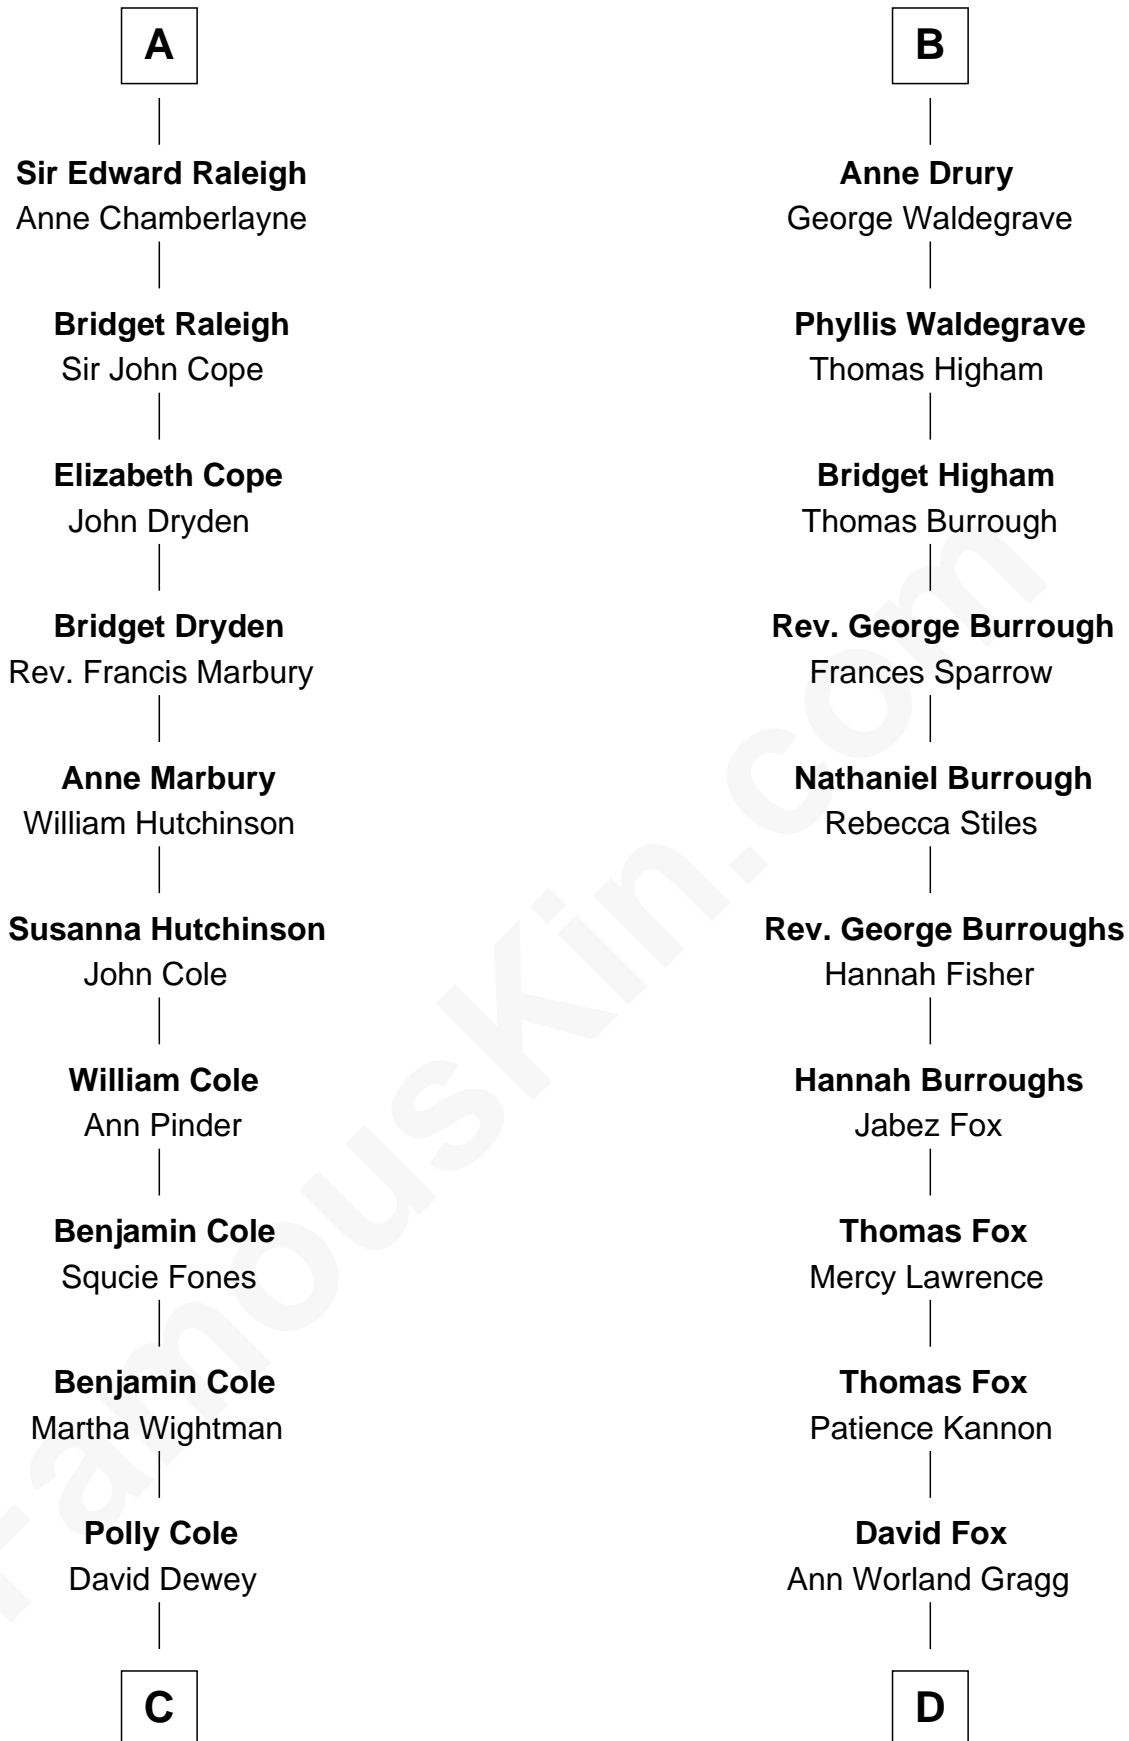 A
Sir Edward Raleigh
Anne Chamberlayne
Bridget Raleigh
Sir John Cope
Elizabeth Cope
John Dryden
Bridget Dryden
Rev. Francis Marbury
Anne Marbury
William Hutchinson
Susanna Hutchinson
John Cole
William Cole
Ann Pinder
Benjamin Cole
Squcie Fones
Benjamin Cole
Martha Wightman
Polly Cole
David Dewey
C
B
Anne Drury
George Waldegrave
Phyllis Waldegrave
Thomas Higham
Bridget Higham
Thomas Burrough
Rev. George Burrough
Frances Sparrow
Nathaniel Burrough
Rebecca Stiles
Rev. George Burroughs
Hannah Fisher
Hannah Burroughs
Jabez Fox
Thomas Fox
Mercy Lawrence
Thomas Fox
Patience Kannon
David Fox
Ann Worland Gragg
D
FamousKin.com